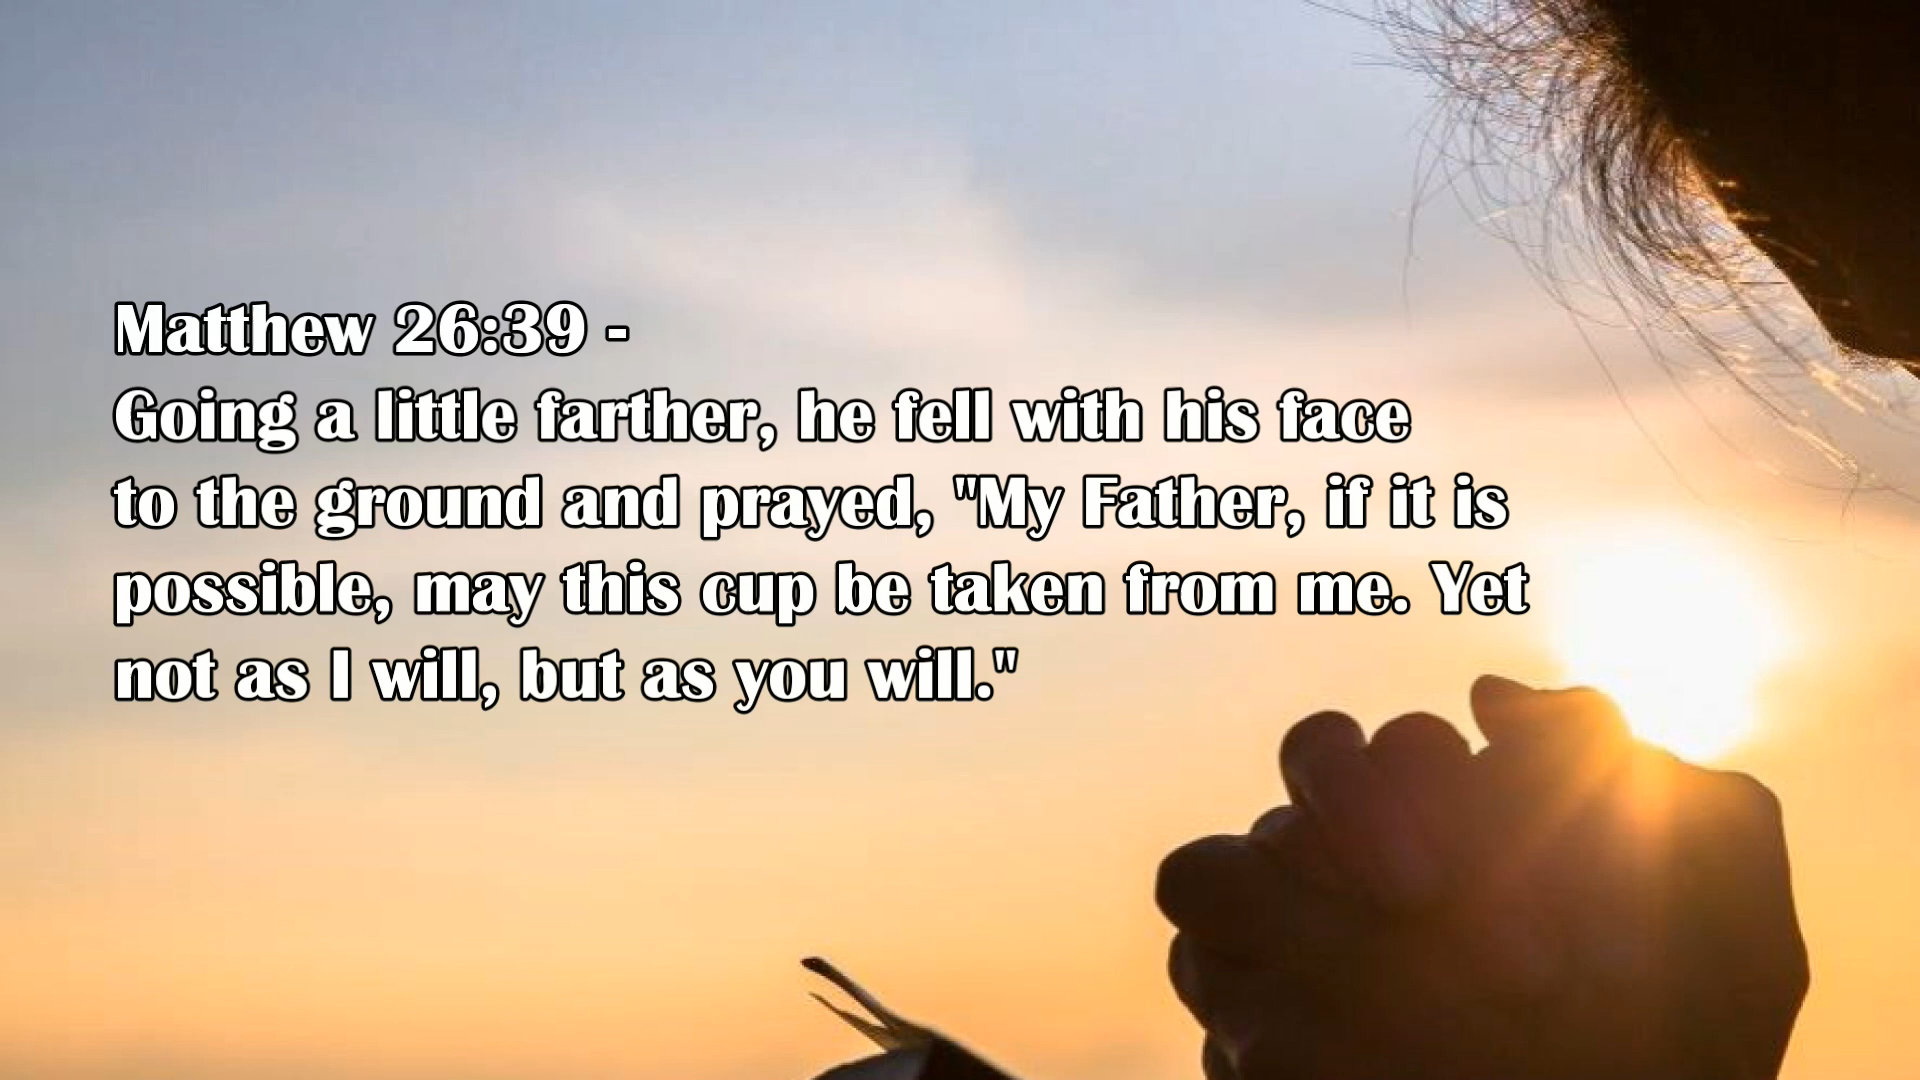 Matthew 26:39 -
Going a little farther, he fell with his face
to the ground and prayed, "My Father, if it is
possible, may this cup be taken from me. Yet
not as I will, but as you will."